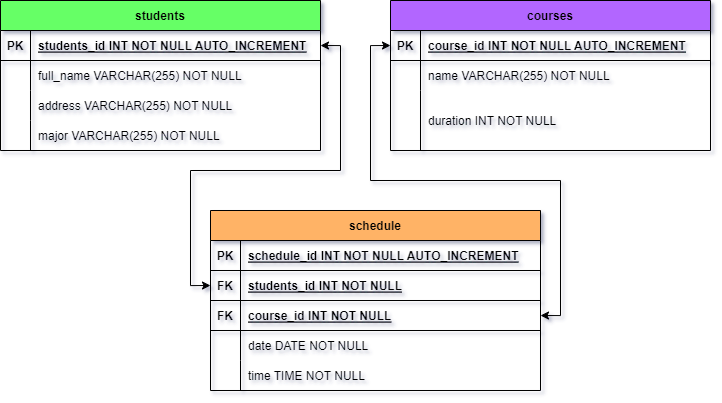 students
PK students_id INT NOT NULL AUTO_INCREMENT
full_name VARCHAR(255) NOT NULL
address VARCHAR(255) NOT NULL
major VARCHAR(255) NOT NULL
courses
PK course_id INT NOT NULL AUTO_INCREMENT
name VARCHAR(255) NOT NULL
duration INT NOT NULL
schedule
PK schedule_id INT NOT NULL AUTO_INCREMENT
FK students_id INT NOT NULL
FK course_id INT NOT NULL
date DATE NOT NULL
time TIME NOT NULL